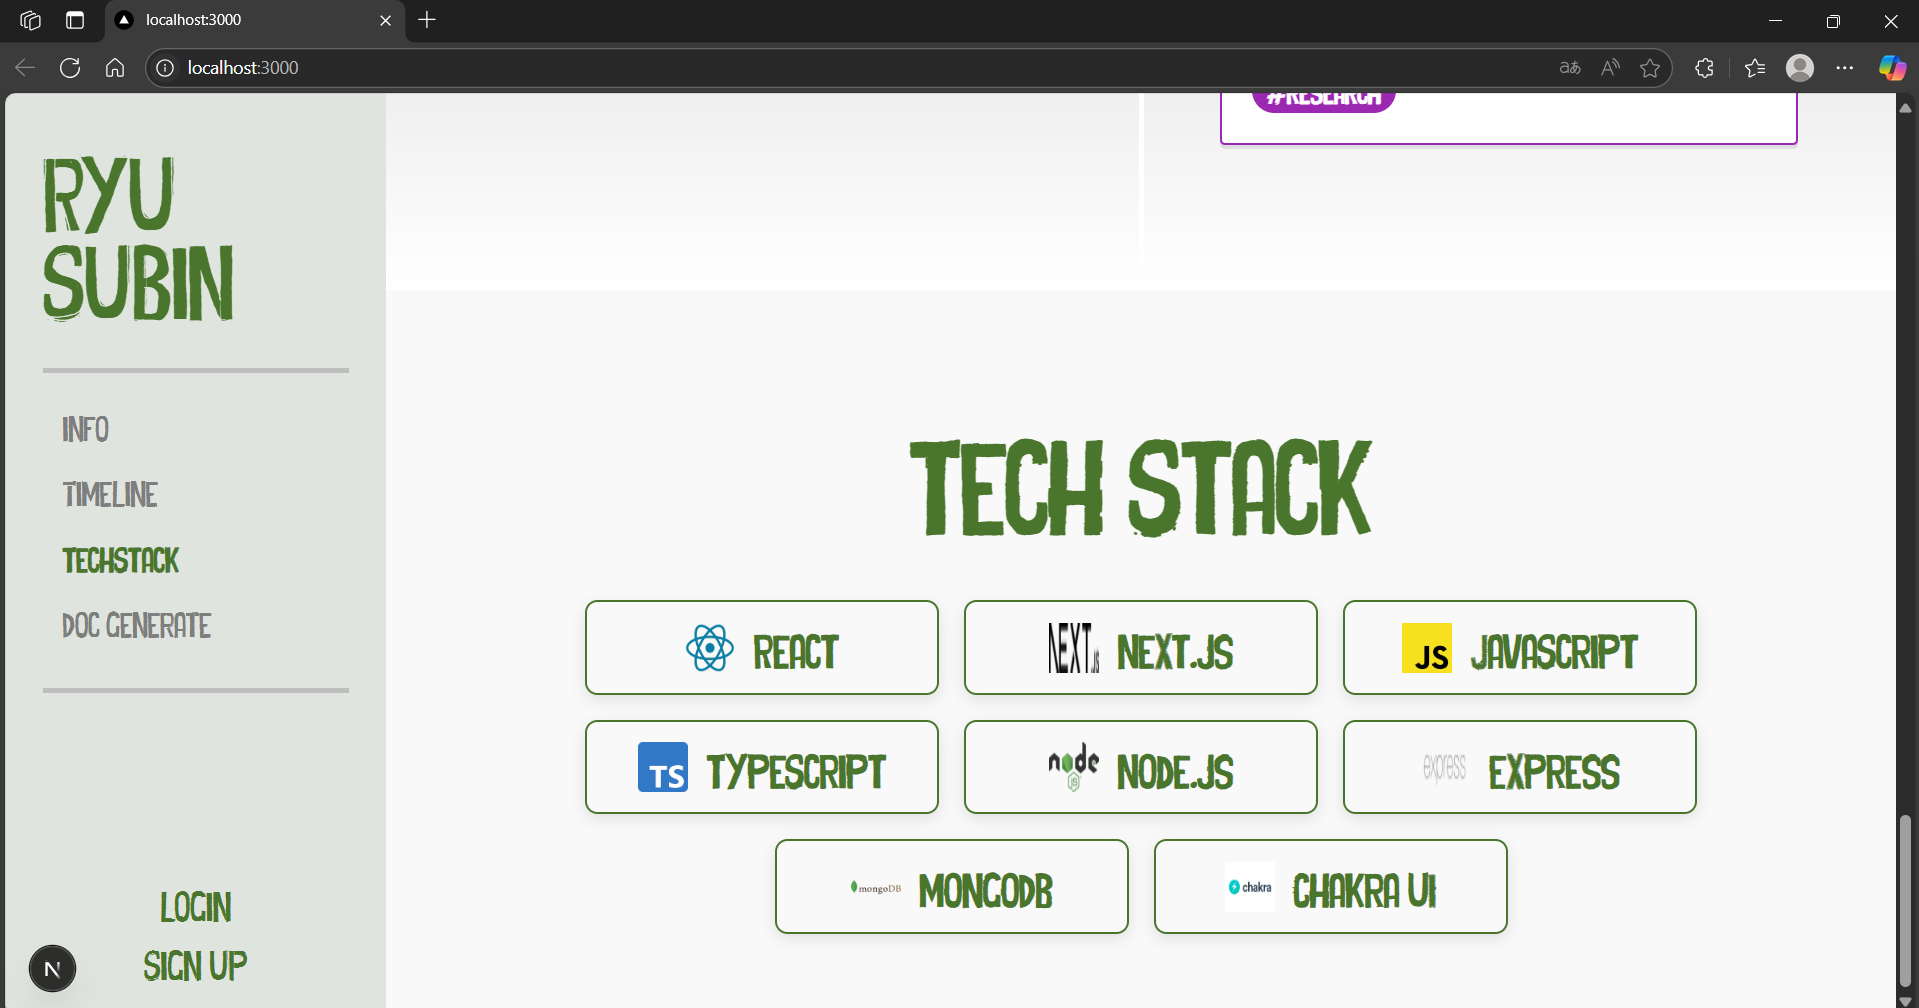 localhost:3000
localhost:3000
#RESEARCH
RYU
SUBIN
INFO
TIMELINE
TECHSTACK
DOC GENERATE
LOGIN
SIGN UP
N
TECH STACK
REACT
NEXT.JS NEXT.JS
JS JAVASCRIPT
TS TYPESCRIPT
node JS NODE.JS
express EXPRESS
mongoDB MONGODB
chakra CHAKRA UI